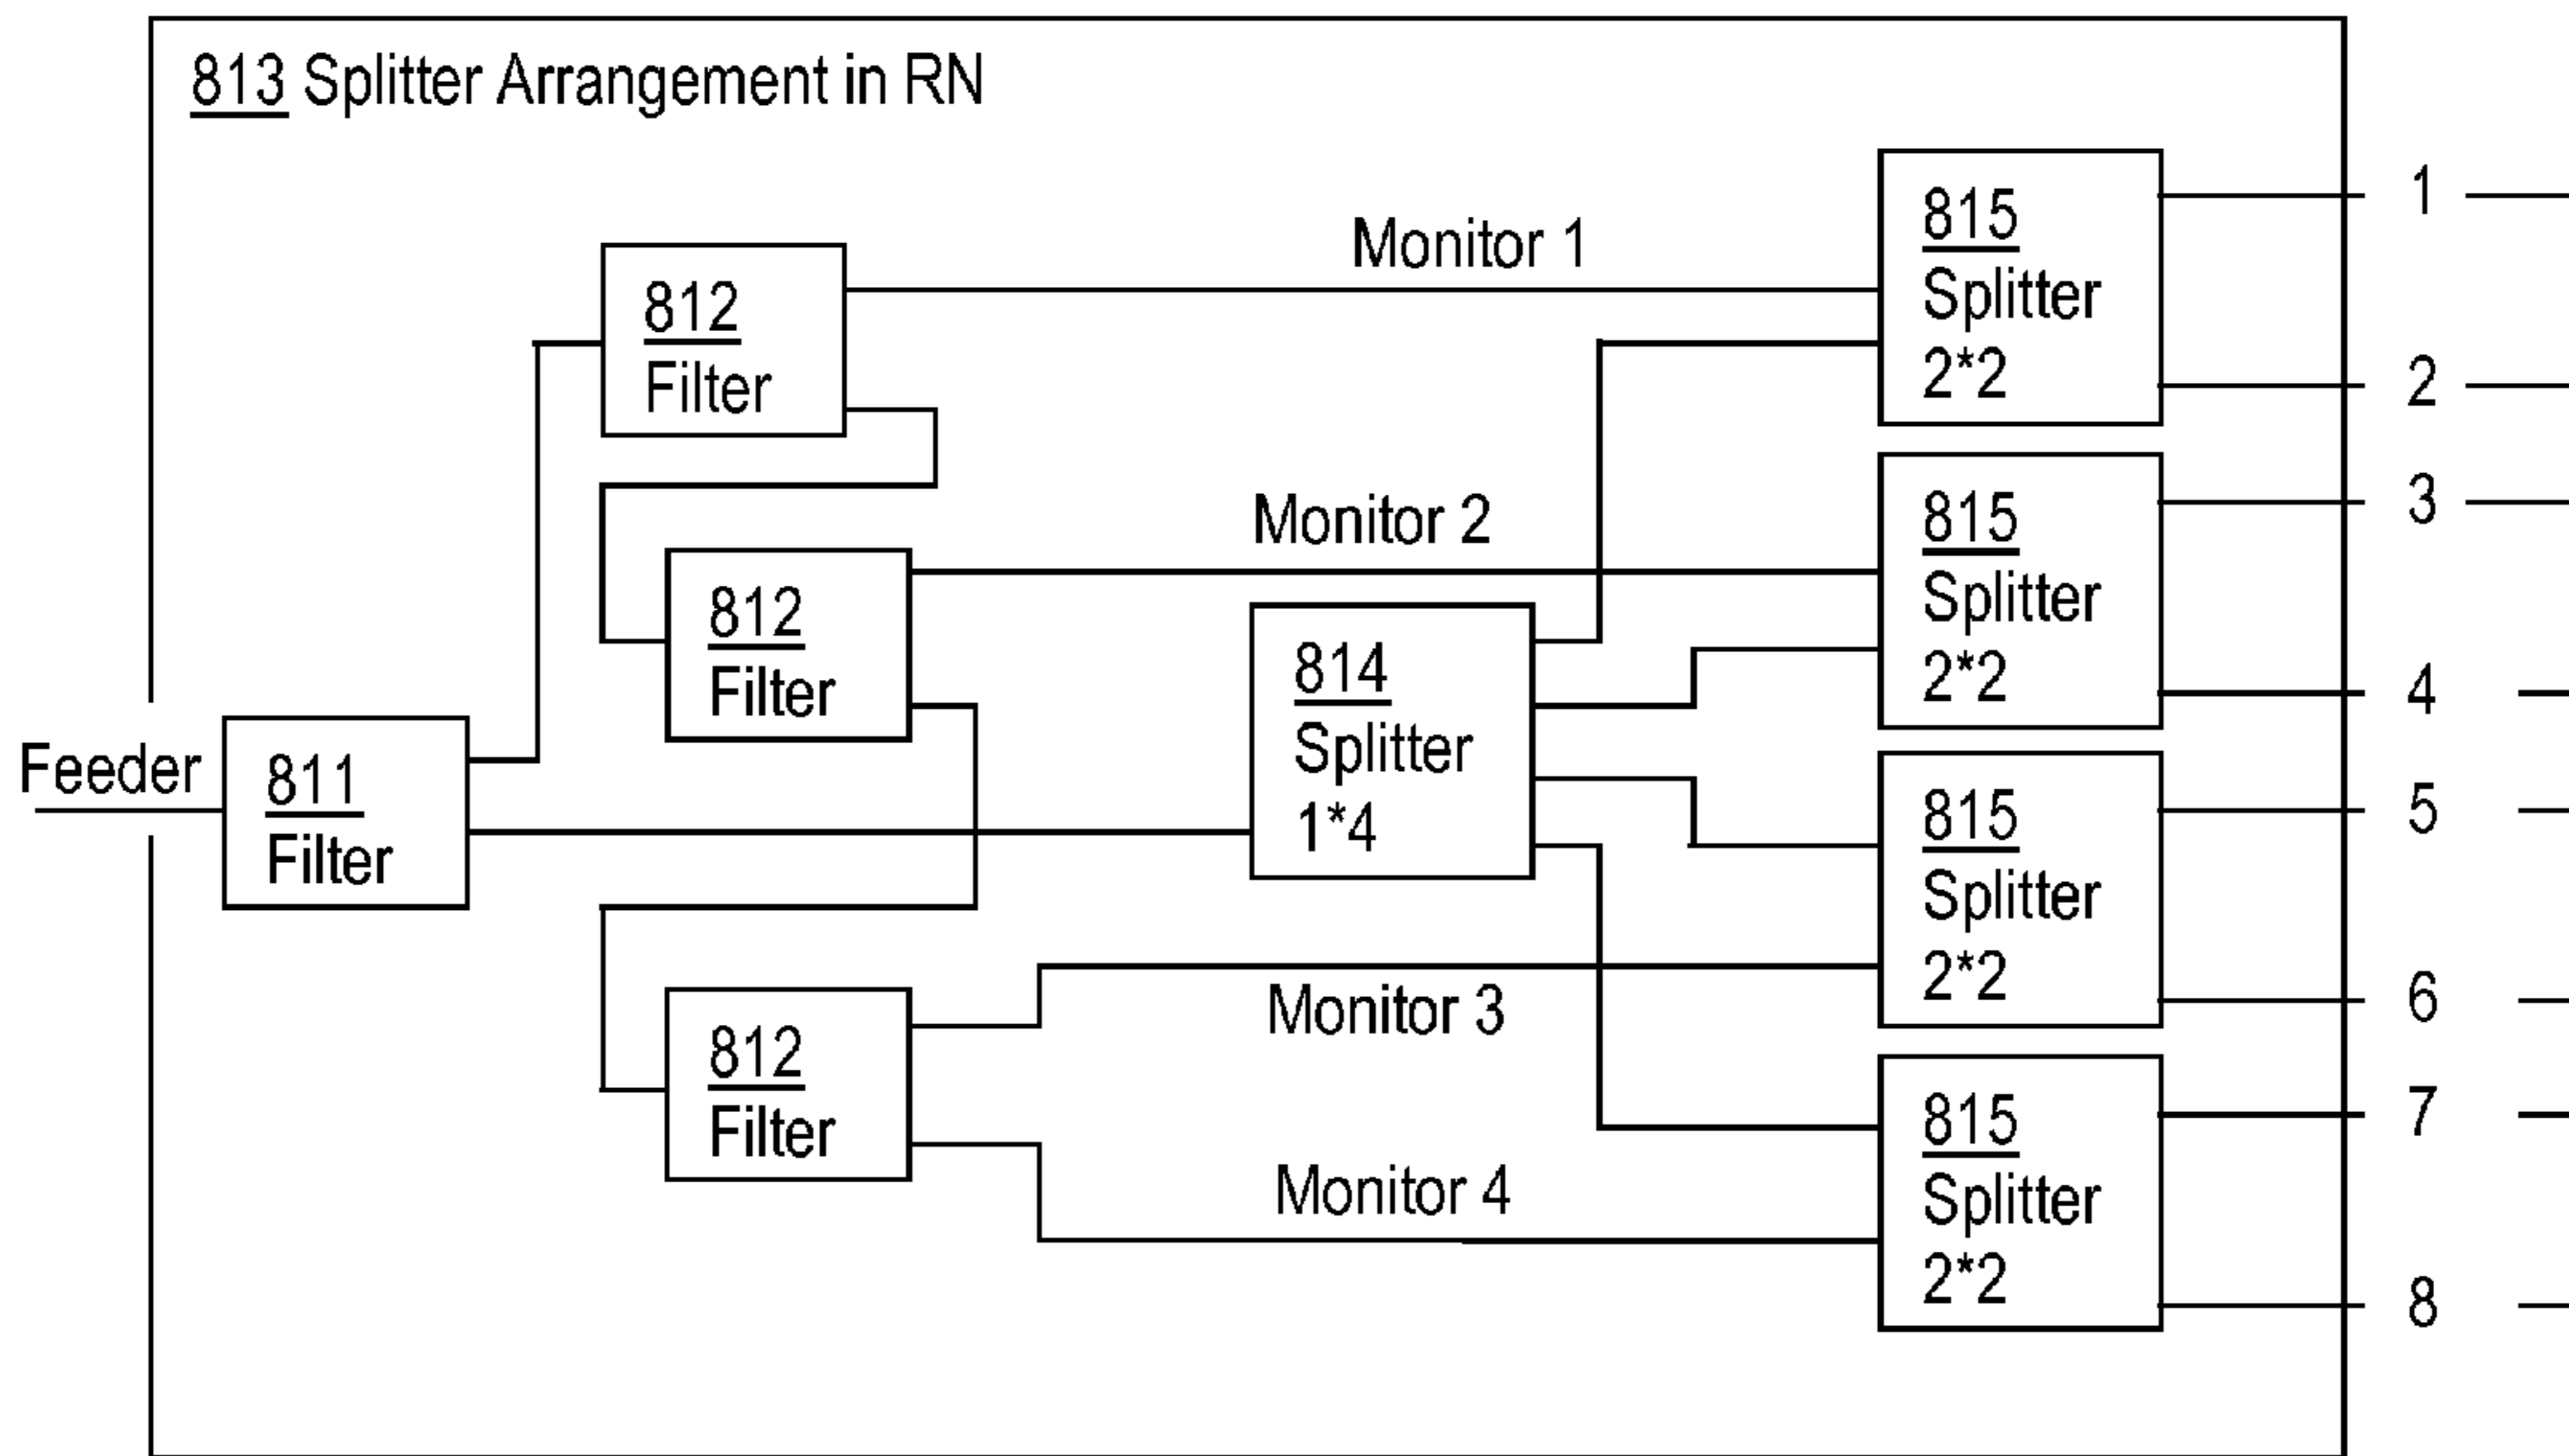 813 Splitter Arrangement in RN
Feeder
811
Filter
812
Filter
812
Filter
812
Filter
Monitor 1
Monitor 2
Monitor 3
Monitor 4
814
Splitter
1*4
815
Splitter
2*2
815
Splitter
2*2
815
Splitter
2*2
815
Splitter
2*2
1
2
3
4
5
6
7
8